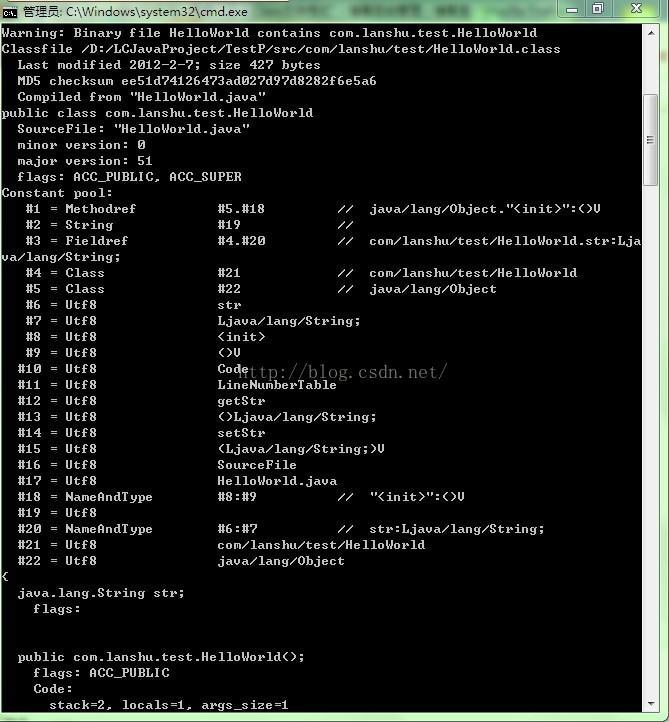 管理员: C:\Windows\system32\cmd.exe
Warning: Binary file HelloWorld contains com.lanshu.test.HelloWorld
Classfile /D:/LCJavaProject/TestP/src/com/lanshu/test/HelloWorld.class
  Last modified 2012-2-7; size 427 bytes
  MD5 checksum ee51d74126473ad027d97d8282f6e5a6
  Compiled from "HelloWorld.java"
public class com.lanshu.test.HelloWorld
  SourceFile: "HelloWorld.java"
  minor version: 0
  major version: 51
  flags: ACC_PUBLIC, ACC_SUPER
Constant pool:
   #1 = Methodref          #5.#18         //  java/lang/Object."<init>":()V
   #2 = String             #19            //
   #3 = Fieldref           #4.#20         //  com/lanshu/test/HelloWorld.str:Lja
va/lang/String;
   #4 = Class              #21            //  com/lanshu/test/HelloWorld
   #5 = Class              #22            //  java/lang/Object
   #6 = Utf8               str
   #7 = Utf8               Ljava/lang/String;
   #8 = Utf8               <init>
   #9 = Utf8               ()V
  #10 = Utf8               Code
http://blog.csdn.net/
  #11 = Utf8               LineNumberTable
  #12 = Utf8               getStr
  #13 = Utf8               ()Ljava/lang/String;
  #14 = Utf8               setStr
  #15 = Utf8               (Ljava/lang/String;)V
  #16 = Utf8               SourceFile
  #17 = Utf8               HelloWorld.java
  #18 = NameAndType        #8:#9          //  "<init>":()V
  #19 = Utf8
  #20 = NameAndType        #6:#7          //  str:Ljava/lang/String;
  #21 = Utf8               com/lanshu/test/HelloWorld
  #22 = Utf8               java/lang/Object
{
  java.lang.String str;
    flags:
  public com.lanshu.test.HelloWorld();
    flags: ACC_PUBLIC
    Code:
      stack=2, locals=1, args_size=1